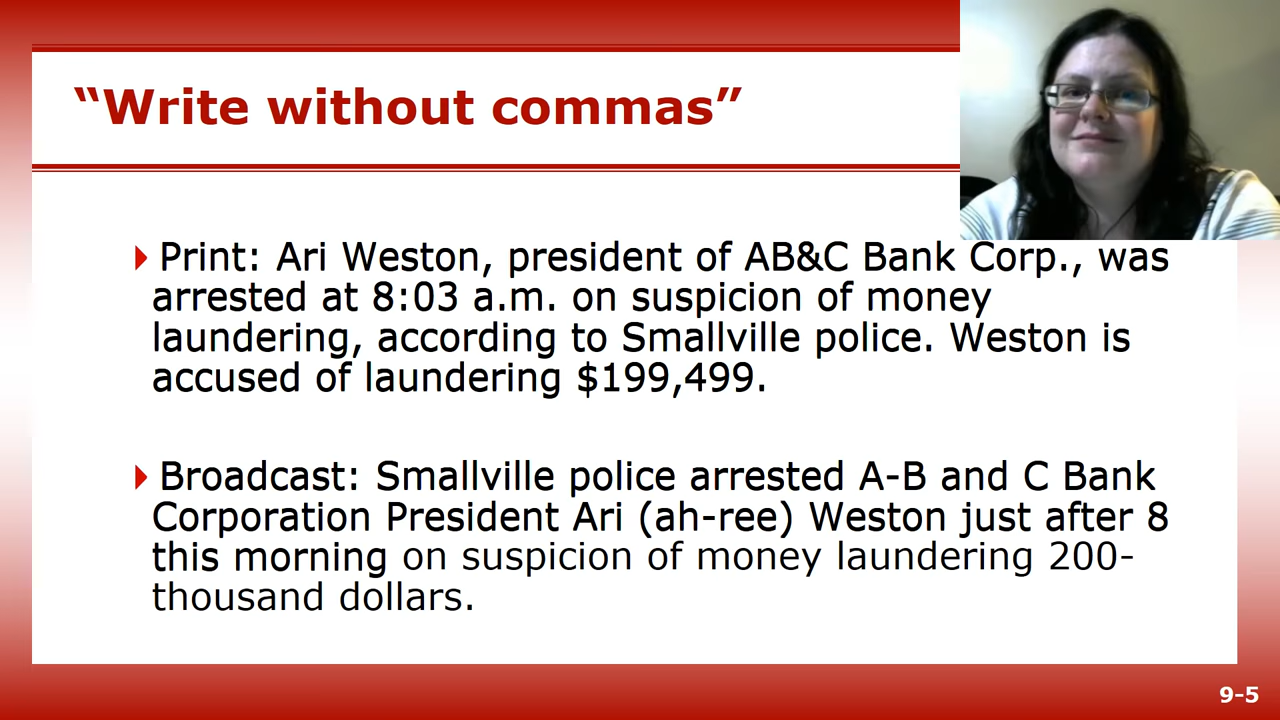 “Write without commas”
Print: Ari Weston, president of AB&C Bank Corp., was
arrested at 8:03 a.m. on suspicion of money
laundering, according to Smallville police. Weston is
accused of laundering $199,499.
Broadcast: Smallville police arrested A-B and C Bank
Corporation President Ari (ah-ree) Weston just after 8
this morning on suspicion of money laundering 200-
thousand dollars.
9-5